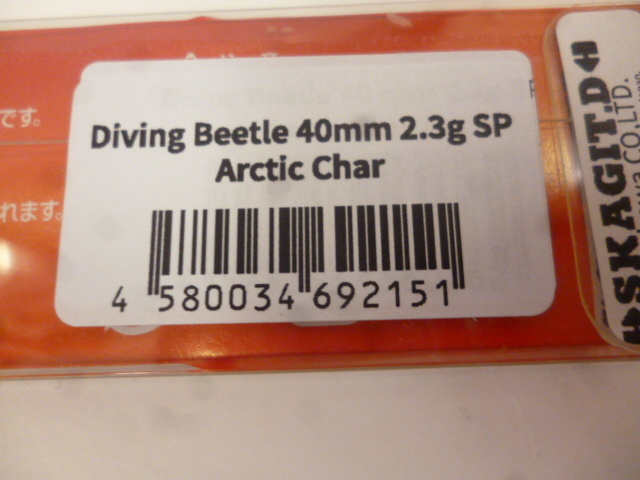 Diving Beetle 40mm 2.3g SP
Arctic Char
4 580034 692151
です。
れます。
SKAGIT.D
CO.LTD.